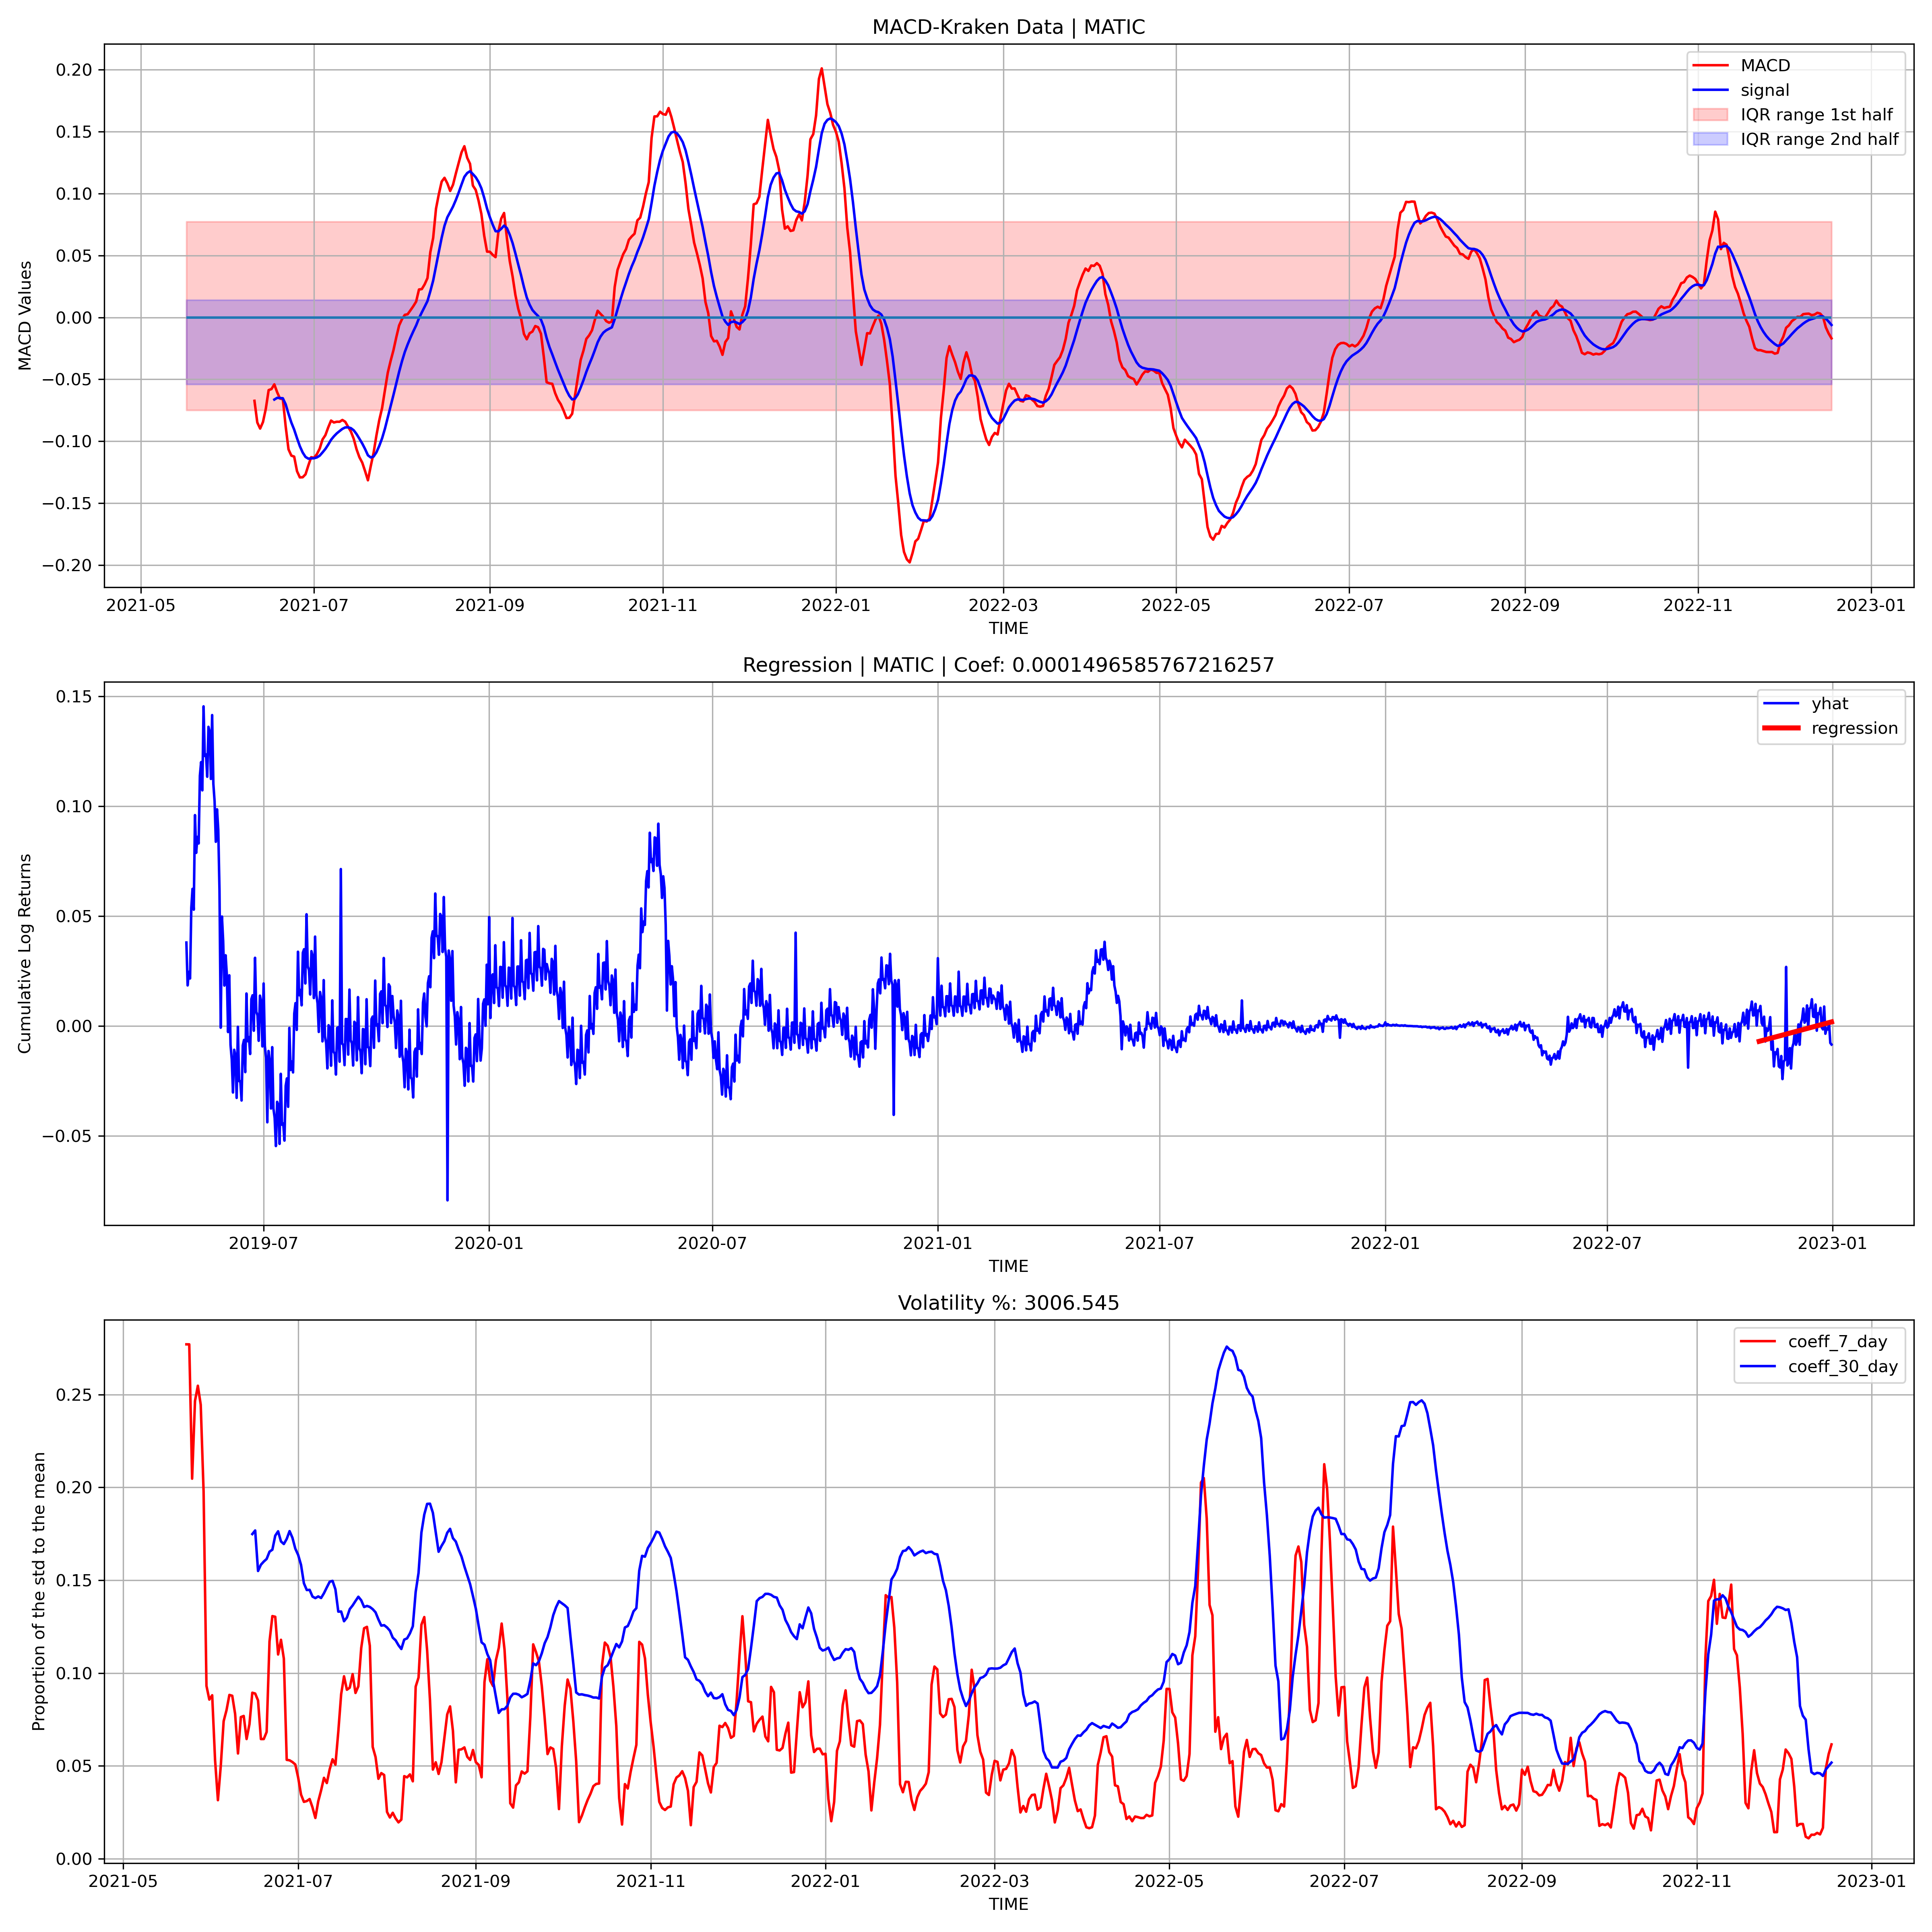 MACD-Kraken Data | MATIC
MACD Values
0.20
0.15
0.10
0.05
0.00
−0.05
−0.10
−0.15
−0.20
MACD
signal
IQR range 1st half
IQR range 2nd half
2021-05 2021-07 2021-09 2021-11 2022-01 2022-03 2022-05 2022-07 2022-09 2022-11 2023-01
TIME
Regression | MATIC | Coef: 0.0001496585767216257
Cumulative Log Returns
0.15
0.10
0.05
0.00
−0.05
yhat
regression
2019-07 2020-01 2020-07 2021-01 2021-07 2022-01 2022-07 2023-01
TIME
Volatility %: 3006.545
Proportion of the std to the mean
0.25
0.20
0.15
0.10
0.05
0.00
coeff_7_day
coeff_30_day
2021-05 2021-07 2021-09 2021-11 2022-01 2022-03 2022-05 2022-07 2022-09 2022-11 2023-01
TIME